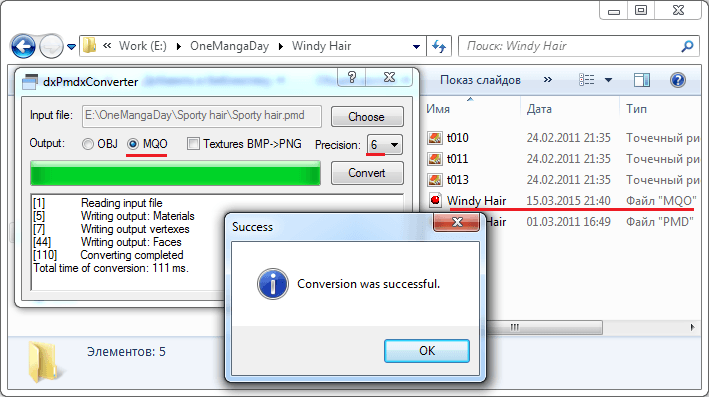 Work (E:) OneMangaDay Windy Hair
Поиск: Windy Hair
dxPmdxConverter
Показ слайдов
Input file: E:\OneMangaDay\Sporty hair\Sporty hair.pmd Choose
Output: OBJ MQO Textures BMP->PNG Precision: 6
Convert
[1] Reading input file
[5] Writing output: Materials
[7] Writing output vertexes
[44] Writing output: Faces
[110] Converting completed
Total time of conversion: 111 ms.
Имя Дата Тип
t010 24.02.2011 21:35 Точечный ри
t011 24.02.2011 21:35 Точечный ри
t013 24.02.2011 21:35 Точечный ри
Windy Hair 15.03.2015 21:40 Файл "MQO"
Hair 01.03.2011 16:49 Файл "PMD"
Success
Conversion was successful.
OK
Элементов: 5